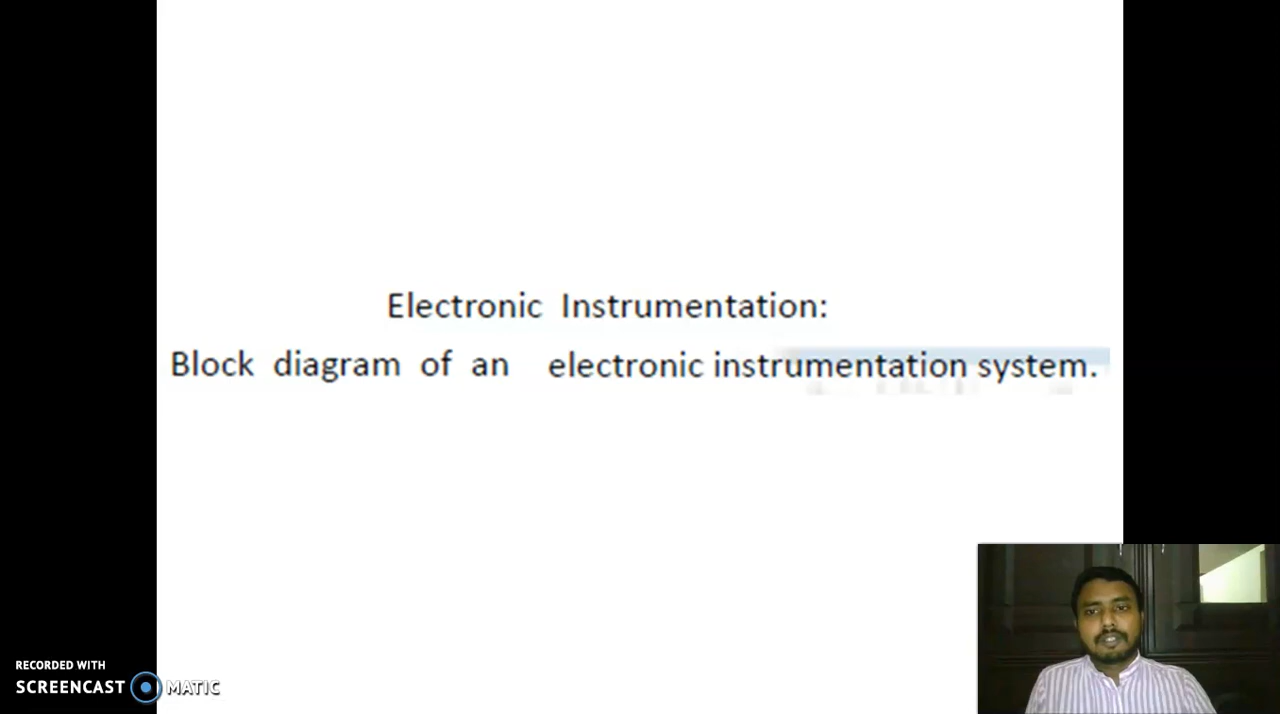 Electronic Instrumentation:
Block diagram of an electronic instrumentation system.
RECORDED WITH
SCREENCAST MATIC